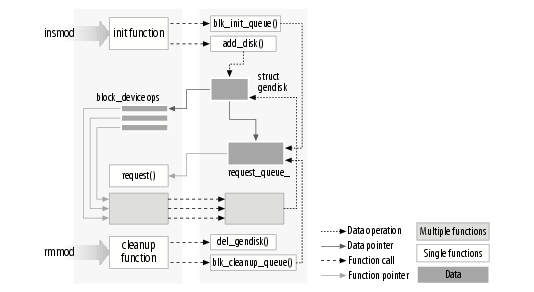 insmod
init function
blk_init_queue()
add_disk()
struct
gendisk
block_device ops
request_queue_
request()
rmmod
cleanup
function
del_gendisk()
blk_cleanup_queue()
Data operation
Data pointer
Function call
Function pointer
Multiple functions
Single functions
Data